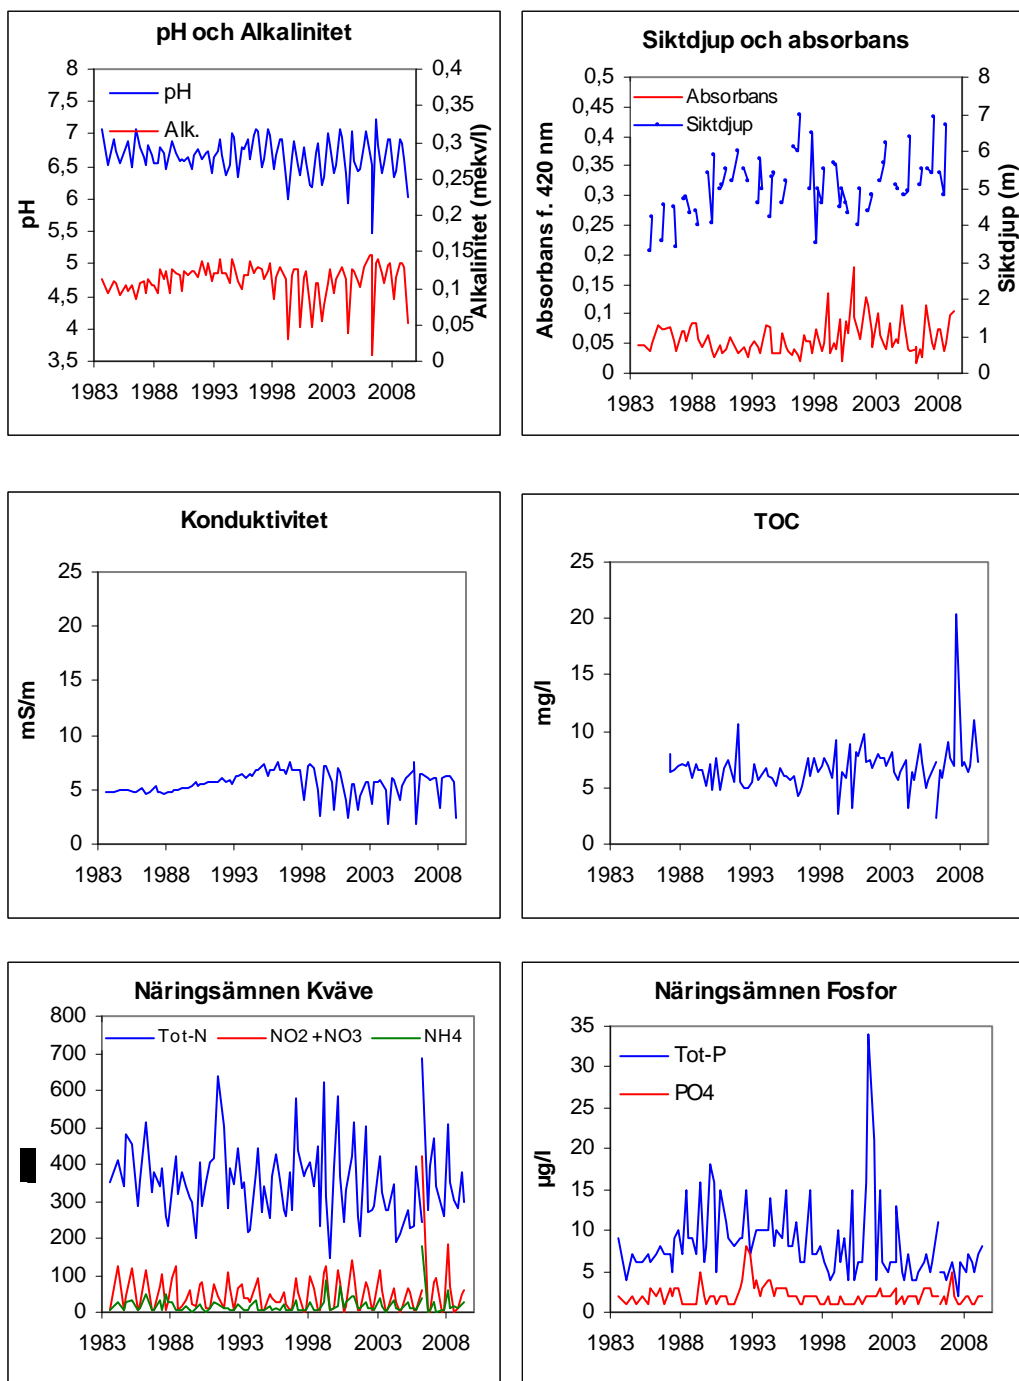 pH och Alkalinitet
8
7,5
7
6,5
6
5,5
5
4,5
4
3,5
pH
pH
Alk.
0,4
0,35
0,3
0,25
0,2
0,15
0,1
0,05
0
Alkalinitet (mekv/l)
1983 1988 1993 1998 2003 2008
Siktdjup och absorbans
0,5
0,45
0,4
0,35
0,3
0,25
0,2
0,15
0,1
0,05
0
Absorbans f. 420 nm
Absorbans
Siktdjup
8
7
6
5
4
3
2
1
0
Siktdjup (m)
1983 1988 1993 1998 2003 2008
Konduktivitet
25
20
15
10
5
0
mS/m
1983 1988 1993 1998 2003 2008
TOC
25
20
15
10
5
0
mg/l
1983 1988 1993 1998 2003 2008
Näringsämnen Kväve
800
700
600
500
400
300
200
100
0
Tot-N NO2 +NO3 NH4
1983 1988 1993 1998 2003 2008
Näringsämnen Fosfor
35
30
25
20
15
10
5
0
µg/l
Tot-P
PO4
1983 1988 1993 1998 2003 2008